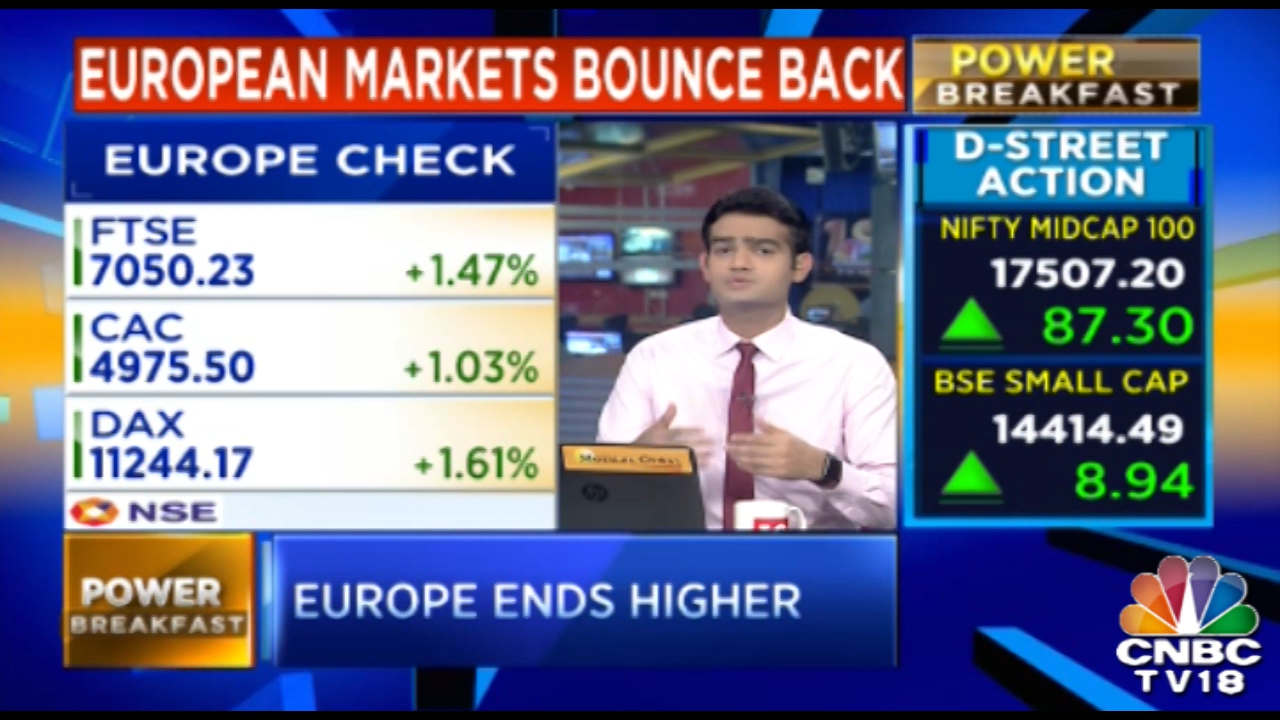 EUROPEAN MARKETS BOUNCE BACK
POWER
BREAKFAST
EUROPE CHECK
FTSE
7050.23 +1.47%
CAC
4975.50 +1.03%
DAX
11244.17 +1.61%
NSE
D-STREET
ACTION
NIFTY MIDCAP 100
17507.20
87.30
BSE SMALL CAP
14414.49
8.94
POWER
BREAKFAST
EUROPE ENDS HIGHER
CNBC
TV18